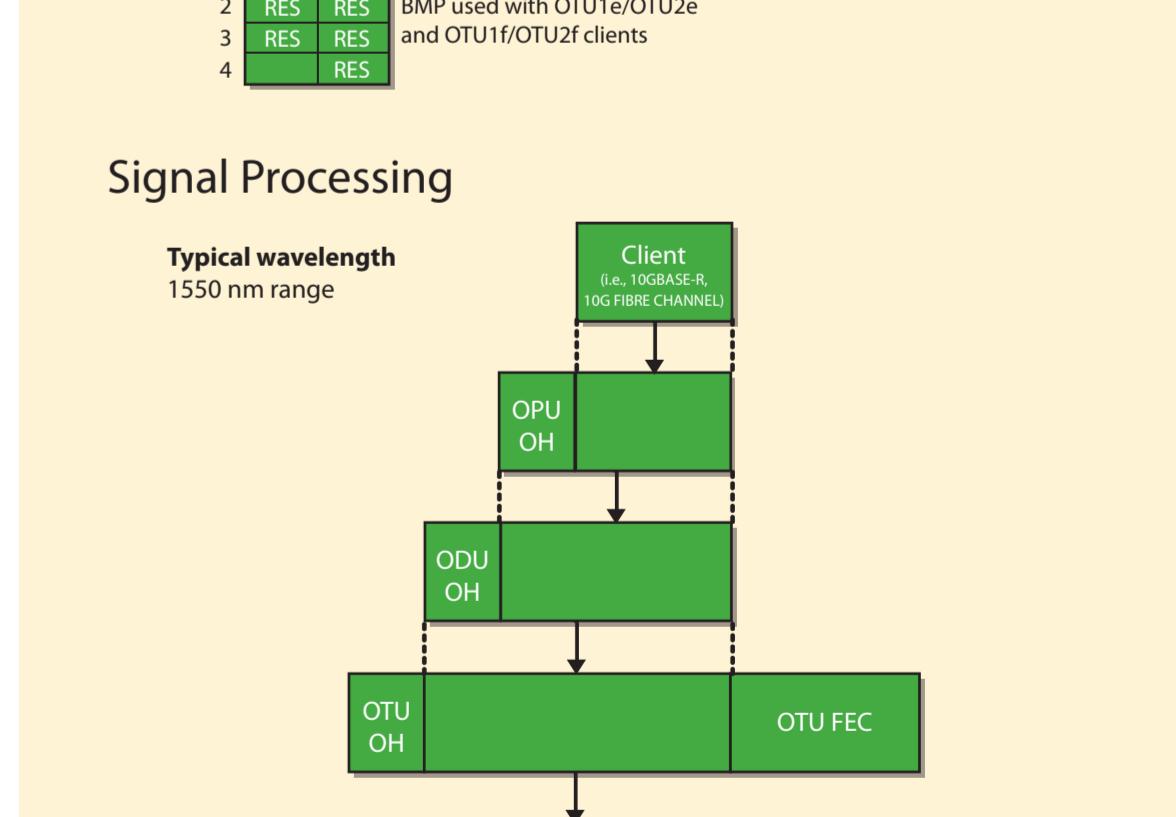 2 RES RES BMP used with OTU1e/OTU2e
3 RES RES and OTU1f/OTU2f clients
4 RES
Signal Processing
Typical wavelength
1550 nm range
Client
(i.e., 10GBASE-R,
10G FIBRE CHANNEL)
OPU
OH
ODU
OH
OTU
OH
OTU FEC